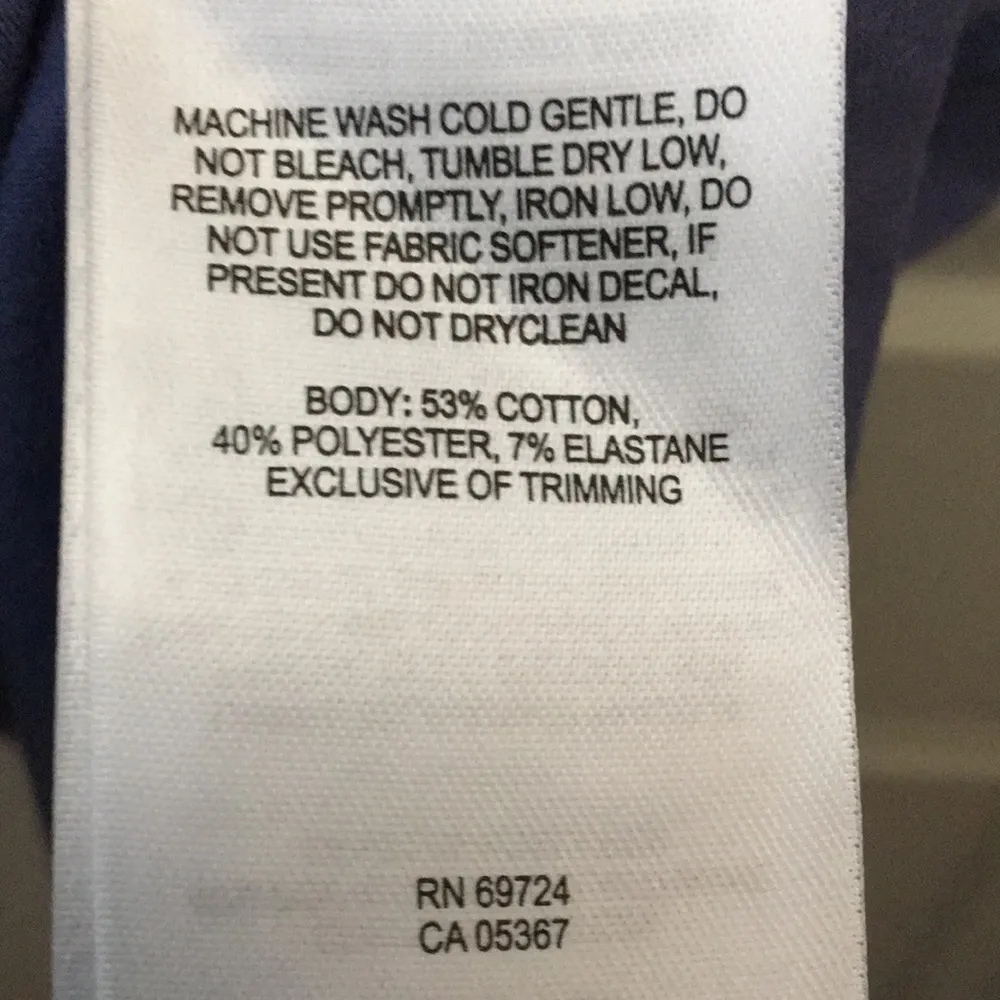 MACHINE WASH COLD GENTLE, DO
NOT BLEACH, TUMBLE DRY LOW,
REMOVE PROMPTLY, IRON LOW, DO
NOT USE FABRIC SOFTENER, IF
PRESENT DO NOT IRON DECAL,
DO NOT DRYCLEAN
BODY: 53% COTTON,
40% POLYESTER, 7% ELASTANE
EXCLUSIVE OF TRIMMING
RN 69724
CA 05367